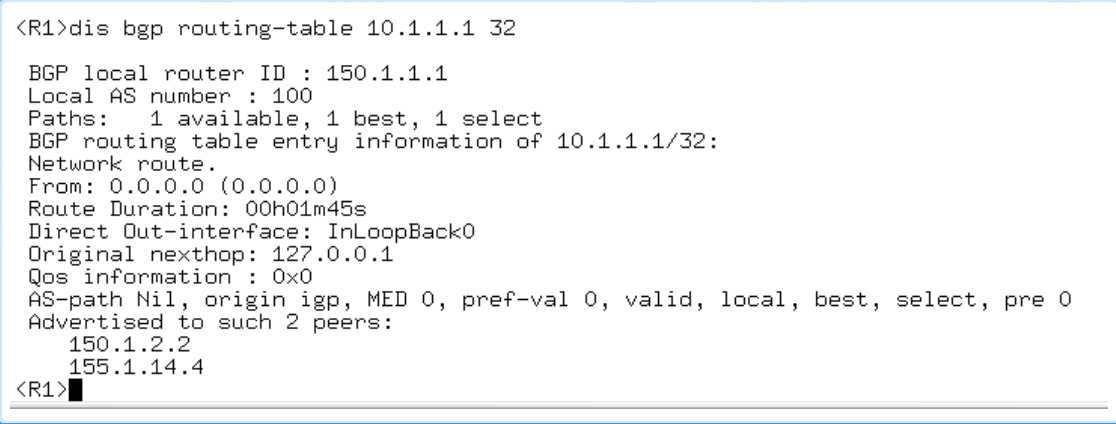 <R1>dis bgp routing-table 10.1.1.1 32
BGP local router ID : 150.1.1.1
Local AS number : 100
Paths:   1 available, 1 best, 1 select
BGP routing table entry information of 10.1.1.1/32:
Network route.
From: 0.0.0.0 (0.0.0.0)
Route Duration: 00h01m45s
Direct Out-interface: InLoopBack0
Original nexthop: 127.0.0.1
Qos information : 0x0
AS-path Nil, origin igp, MED 0, pref-val 0, valid, local, best, select, pre 0
Advertised to such 2 peers:
150.1.2.2
155.1.14.4
<R1>